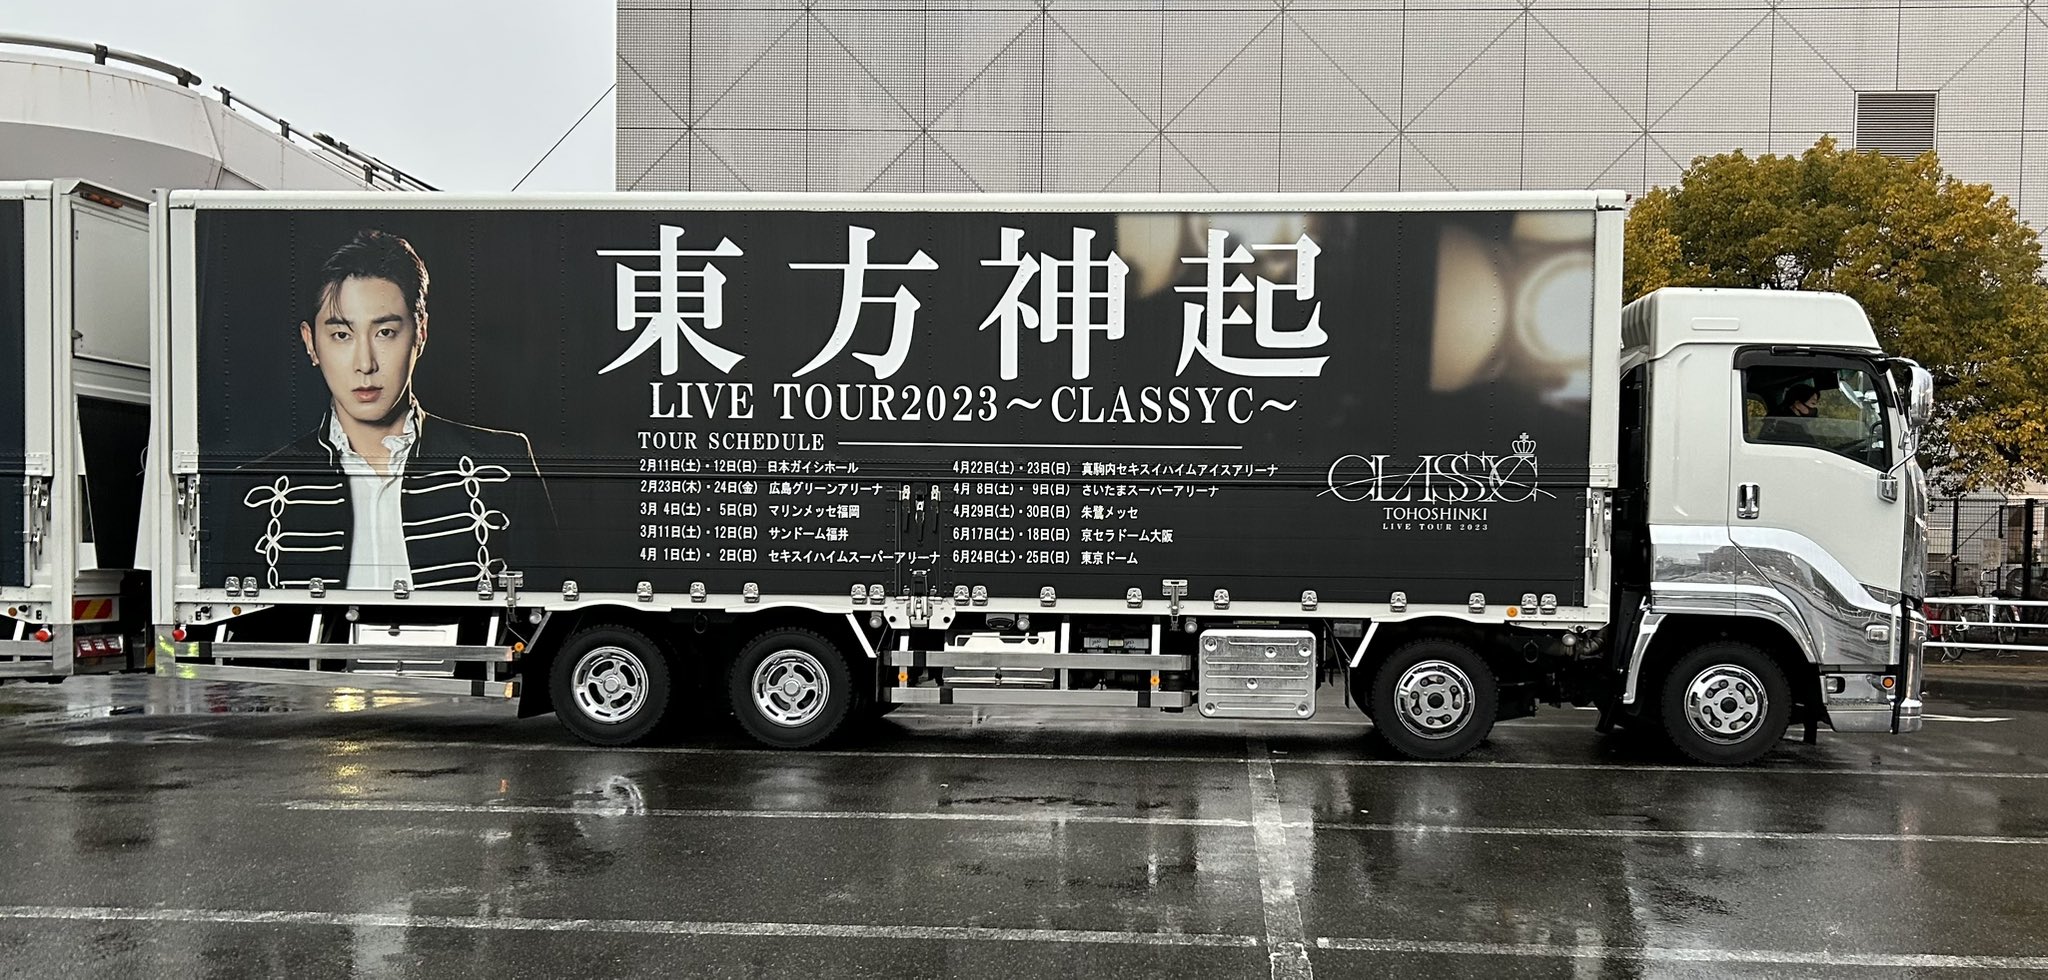 東方神起
LIVE TOUR2023～CLASSYC～
TOUR SCHEDULE
2月11日(土)・12日(日) 日本ガイシホール
2月23日(木)・24日(金) 広島グリーンアリーナ
3月 4日(土)・ 5日(日) マリンメッセ福岡
3月11日(土)・12日(日) サンドーム福井
4月 1日(土)・ 2日(日) セキスイハイムスーパーアリーナ
4月22日(土)・23日(日) 真駒内セキスイハイムアイスアリーナ
4月 8日(土)・ 9日(日) さいたまスーパーアリーナ
4月29日(土)・30日(日) 朱鷺メッセ
6月17日(土)・18日(日) 京セラドーム大阪
6月24日(土)・25日(日) 東京ドーム
CLASSYC
TOHOSHINKI
LIVE TOUR 2023